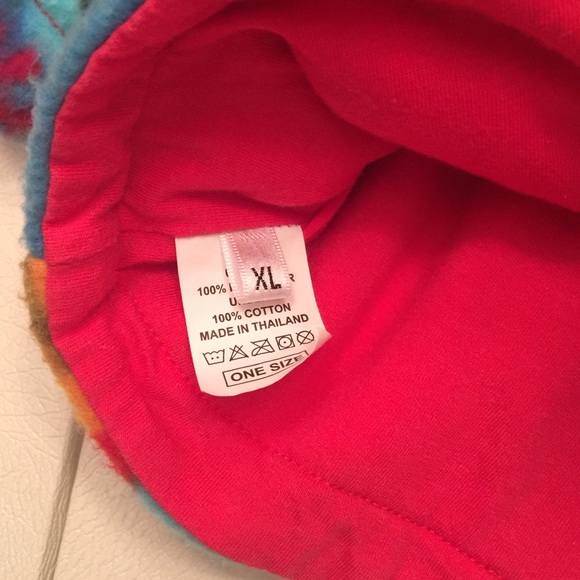 XL
100%
100% COTTON
MADE IN THAILAND
ONE SIZE